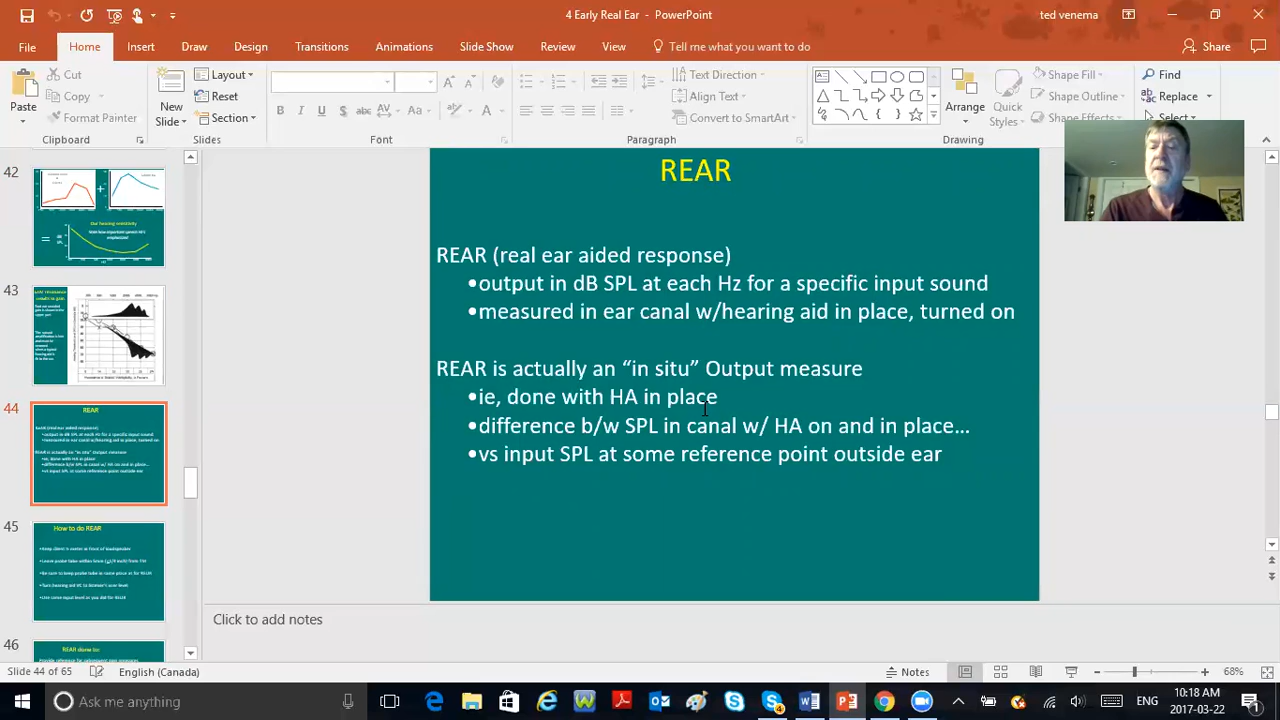 4 Early P.m.R - PowerPoint
ted venema
File
Home
Insert
Design
Transitions
Animations
Slide Show
Review
View
Tell me what you want to do
Share
Paste
Cut
Copy
Format Painter
Clipboard
New
Slide
Layout
Reset
Section
Slides
B I U S abc AV Aa A
Font
Text Direction
Align Text
Convert to SmartArt
Paragraph
Arrange
Quick
Styles
Shape Fill
Shape Outline
Shape Effects
Drawing
Find
Replace
Select
42
43
44
45
46
REAR
How to do REAR
REAR done to:
REAR
REAR (real ear aided response)
•output in dB SPL at each Hz for a specific input sound
•measured in ear canal w/hearing aid in place, turned on
REAR is actually an “in situ” Output measure
•ie, done with HA in place
•difference b/w SPL in canal w/ HA on and in place…
•vs input SPL at some reference point outside ear
Click to add notes
Slide 44 of 65
English (Canada)
Notes
68%
Ask me anything
ENG
10:18 AM
2017-03-22